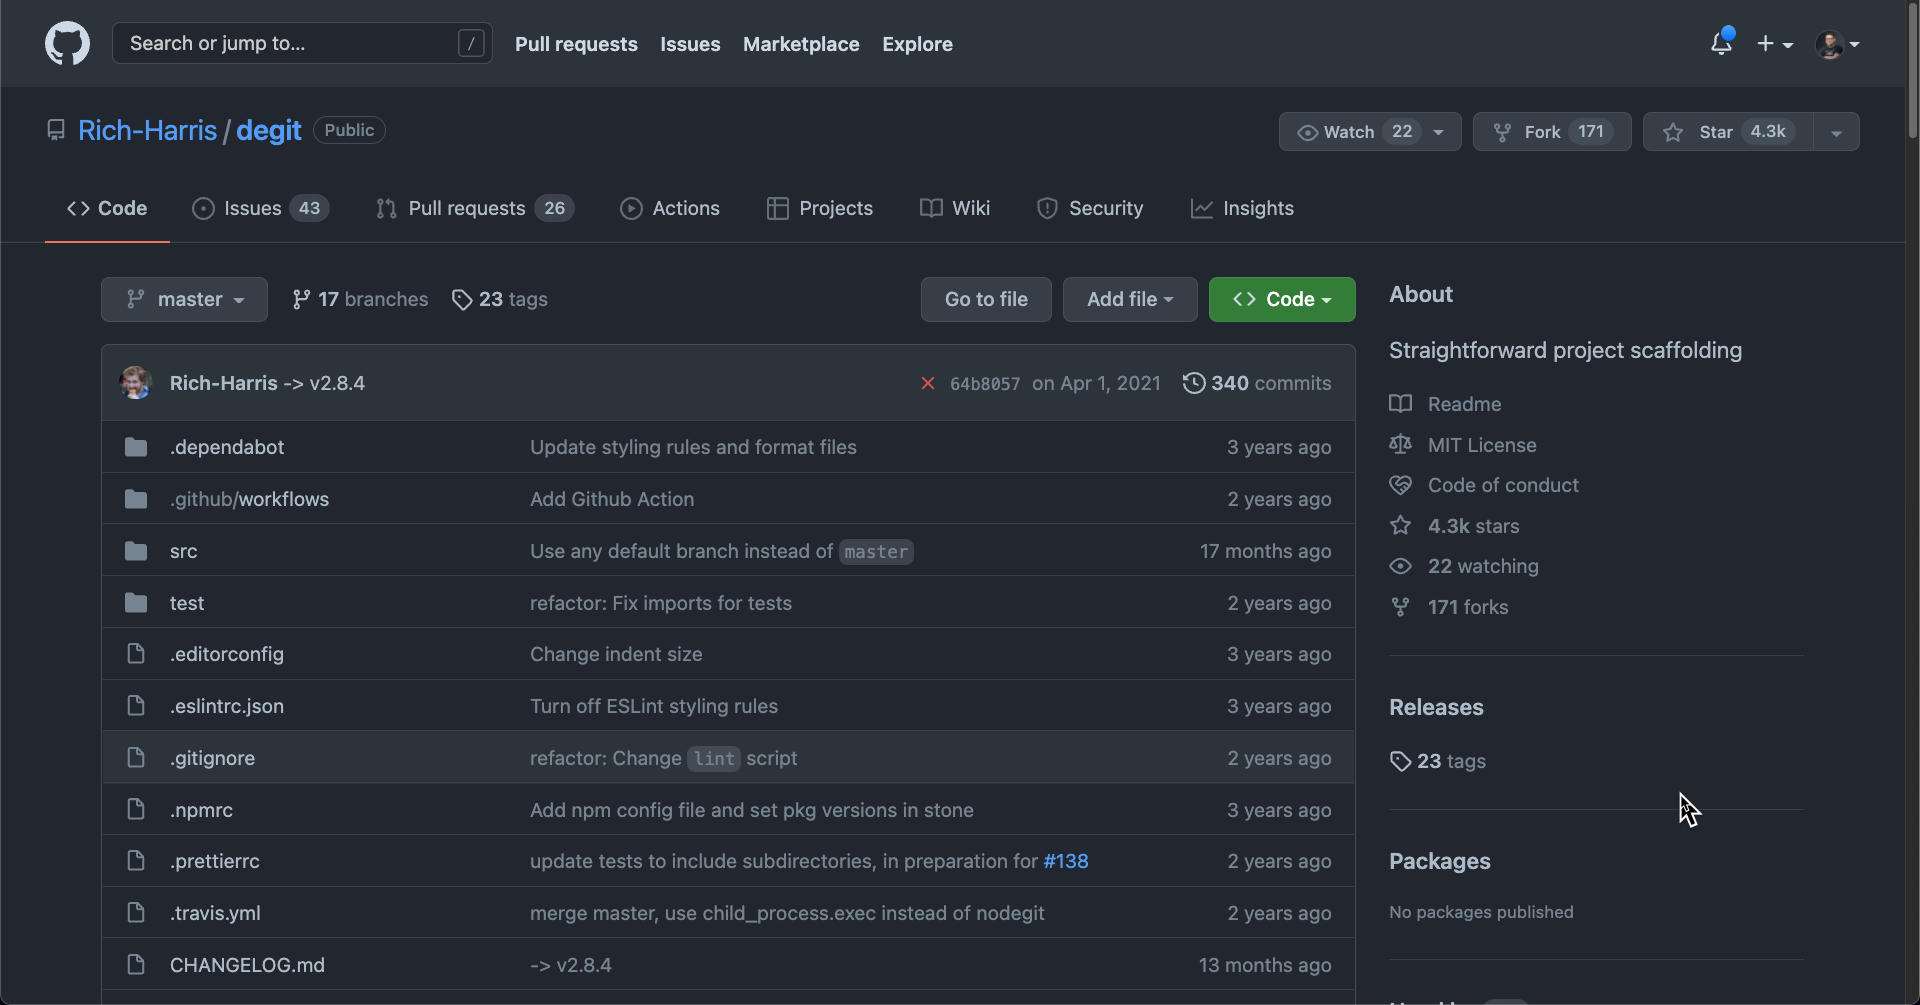 Search or jump to... /
Pull requests Issues Marketplace Explore
Rich-Harris / degit Public
Watch 22 Fork 171 Star 4.3k
Code Issues 43 Pull requests 26 Actions Projects Wiki Security Insights
master 17 branches 23 tags Go to file Add file Code
Rich-Harris -> v2.8.4 64b8057 on Apr 1, 2021 340 commits
.dependabot Update styling rules and format files 3 years ago
.github/workflows Add Github Action 2 years ago
src Use any default branch instead of master 17 months ago
test refactor: Fix imports for tests 2 years ago
.editorconfig Change indent size 3 years ago
.eslintrc.json Turn off ESLint styling rules 3 years ago
.gitignore refactor: Change lint script 2 years ago
.npmrc Add npm config file and set pkg versions in stone 3 years ago
.prettierrc update tests to include subdirectories, in preparation for #138 2 years ago
.travis.yml merge master, use child_process.exec instead of nodegit 2 years ago
CHANGELOG.md -> v2.8.4 13 months ago
About
Straightforward project scaffolding
Readme
MIT License
Code of conduct
4.3k stars
22 watching
171 forks
Releases
23 tags
Packages
No packages published